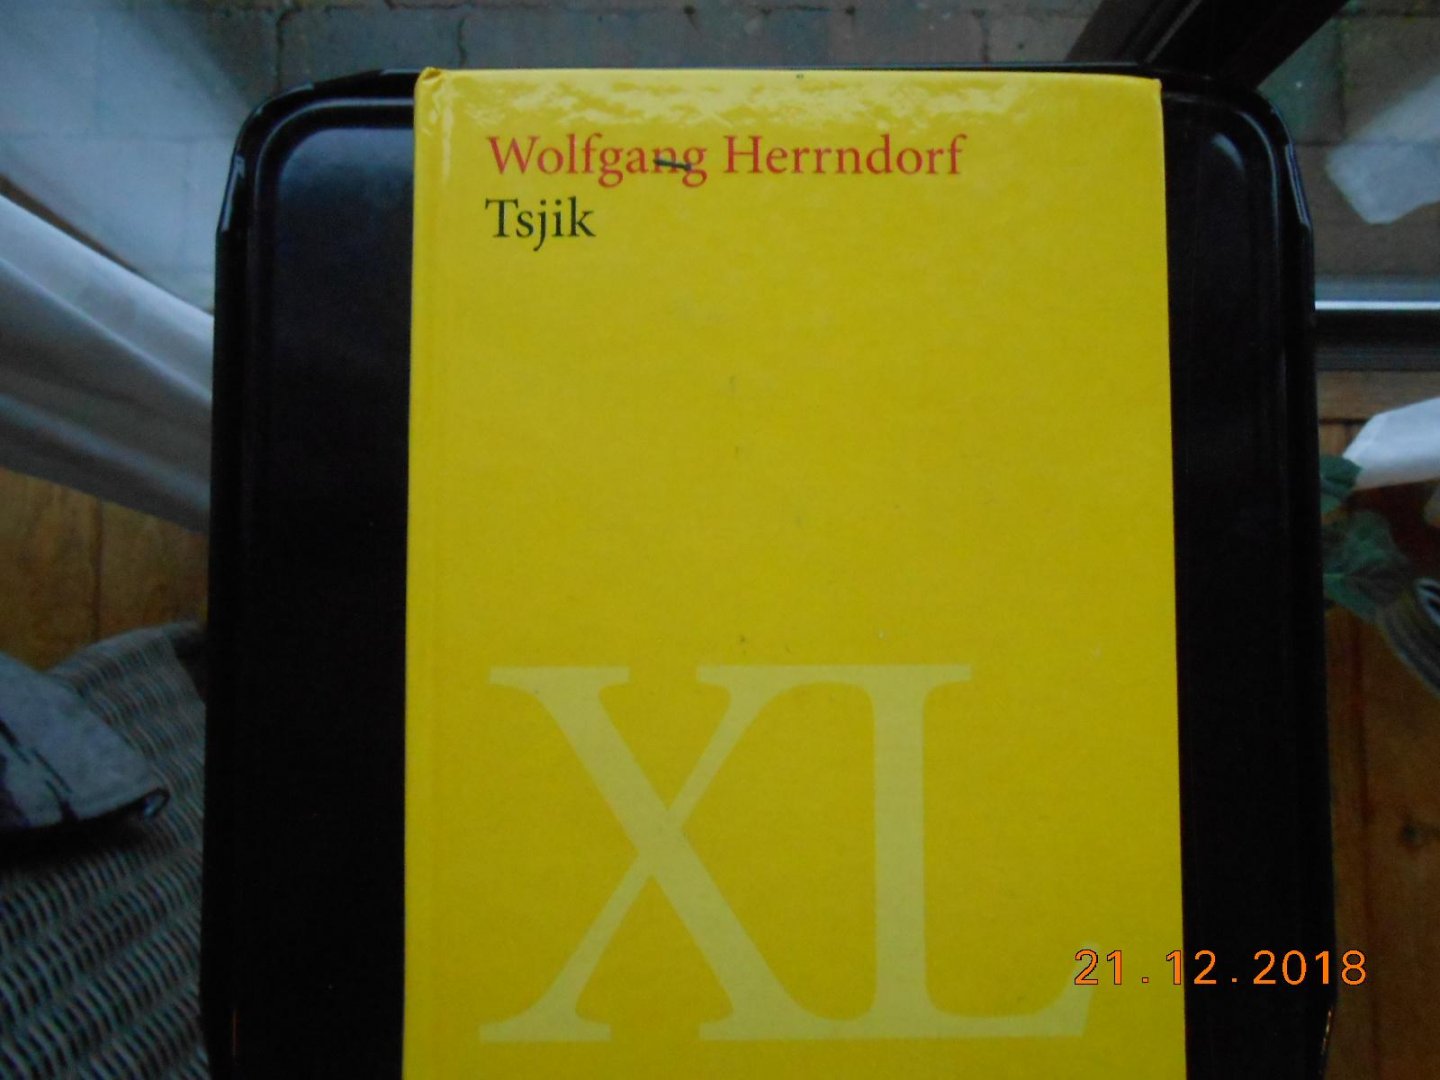 Wolfgang Herrndorf
Tsjik
XL
21.12.2018